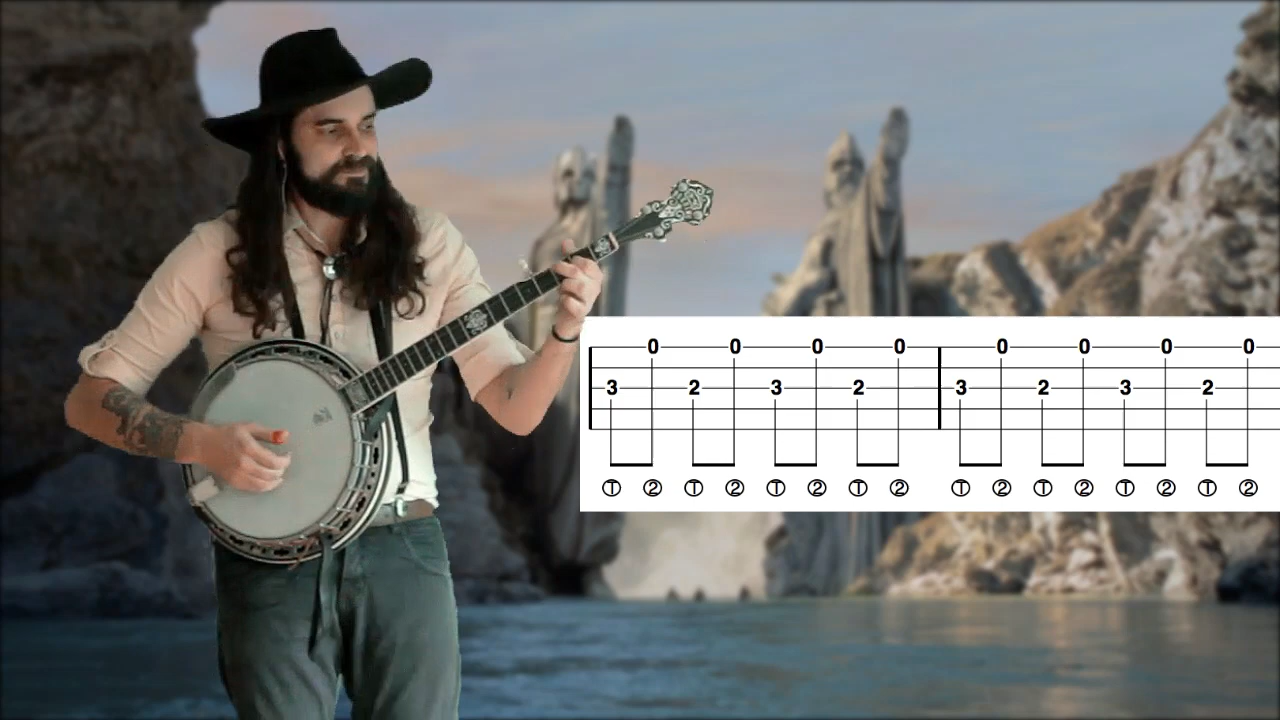 0 0 0 0 0 0 0 0
3 2 3 2 3 2 3 2
① ② ① ② ① ② ① ② ① ② ① ② ① ② ① ②